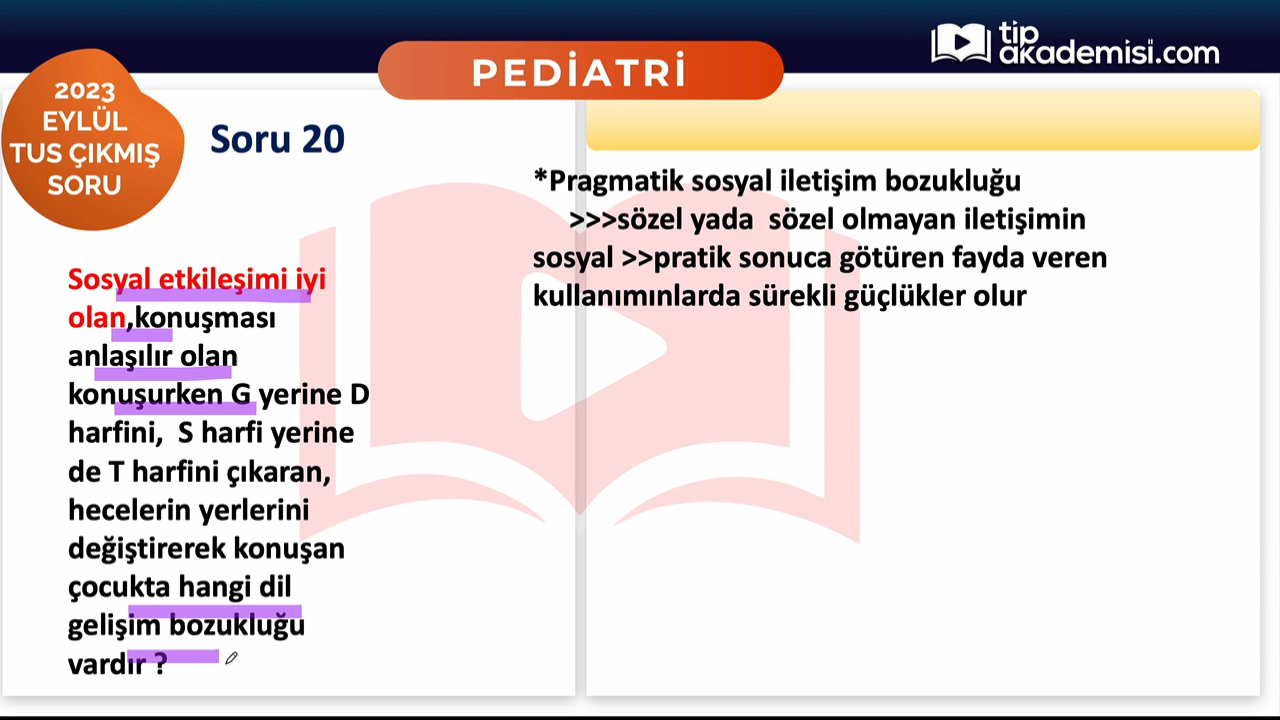 tıp
akademisi.com
PEDİATRİ
2023
EYLÜL
TUS ÇIKMIŞ
SORU
Soru 20
Sosyal etkileşimi iyi
olan,konuşması
anlaşılır olan
konuşurken G yerine D
harfini, S harfi yerine
de T harfini çıkaran,
hecelerin yerlerini
değiştirerek konuşan
çocukta hangi dil
gelişim bozukluğu
vardır ?
*Pragmatik sosyal iletişim bozukluğu
>>>sözel yada sözel olmayan iletişimin
sosyal >>pratik sonuca götüren fayda veren
kullanımınlarda sürekli güçlükler olur